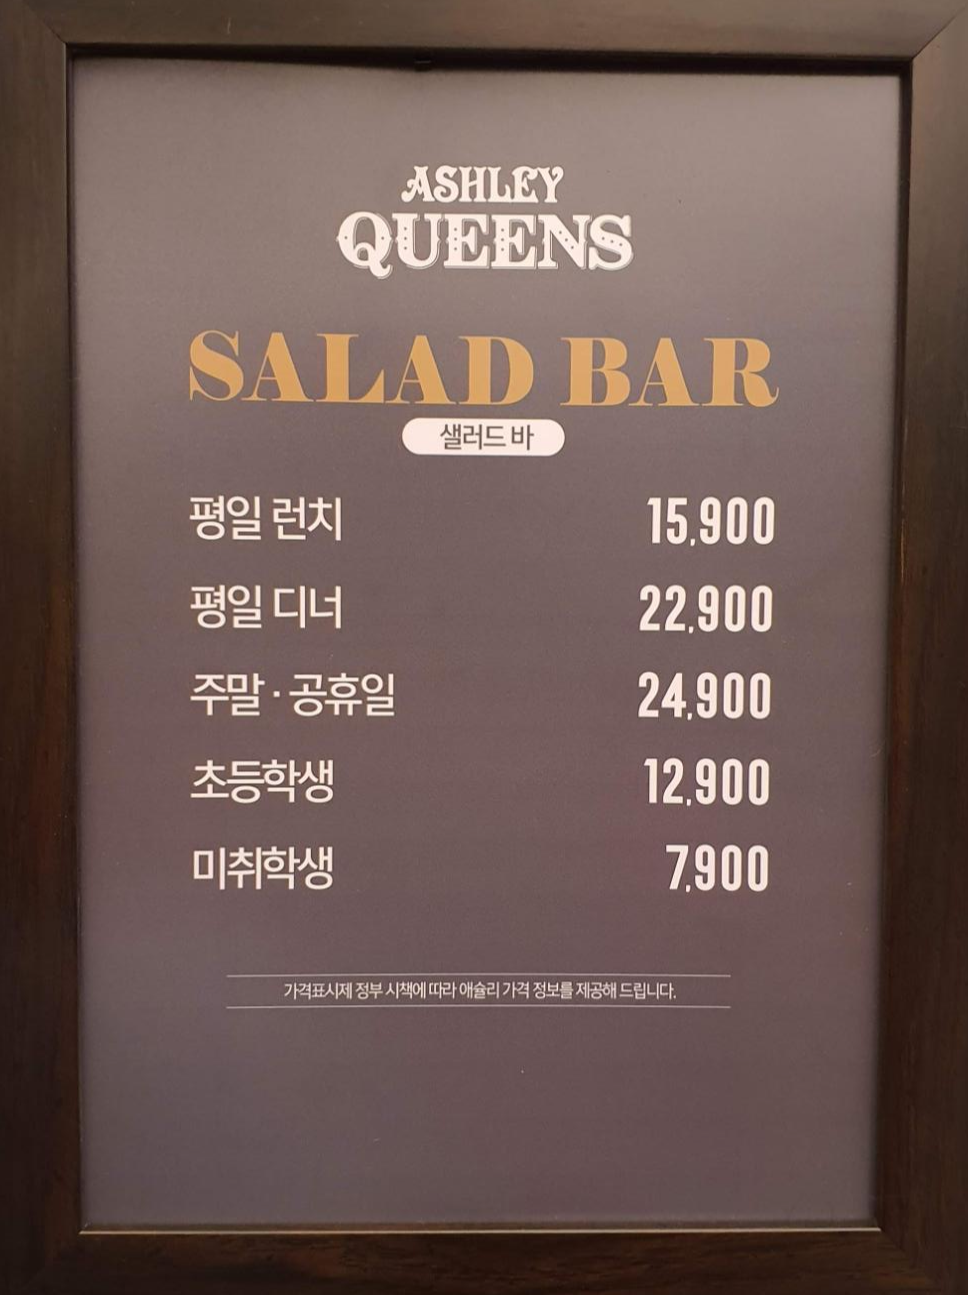 ASHLEY
QUEENS
SALAD BAR
샐러드 바
평일 런치 15,900
평일 디너 22,900
주말 · 공휴일 24,900
초등학생 12,900
미취학생 7,900
가격표시제 정부 시책에 따라 애슐리 가격 정보를 제공해 드립니다.